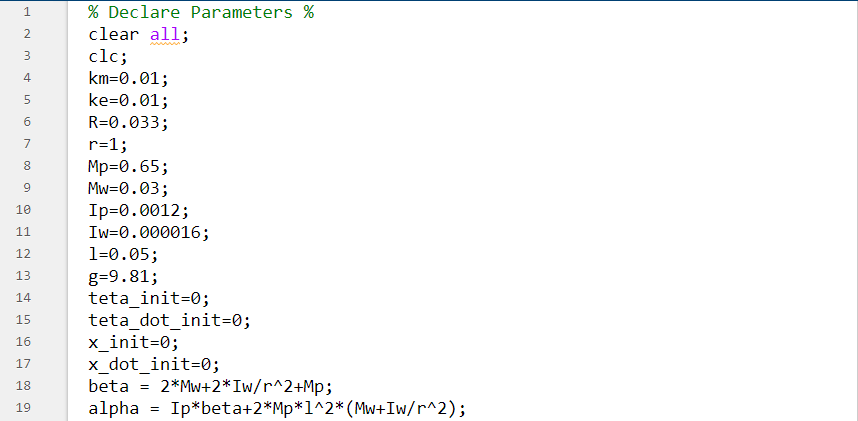 1 % Declare Parameters %
2 clear all;
3 clc;
4 km=0.01;
5 ke=0.01;
6 R=0.033;
7 r=1;
8 Mp=0.65;
9 Mw=0.03;
10 Ip=0.0012;
11 Iw=0.000016;
12 l=0.05;
13 g=9.81;
14 teta_init=0;
15 teta_dot_init=0;
16 x_init=0;
17 x_dot_init=0;
18 beta = 2*Mw+2*Iw/r^2+Mp;
19 alpha = Ip*beta+2*Mp*l^2*(Mw+Iw/r^2);